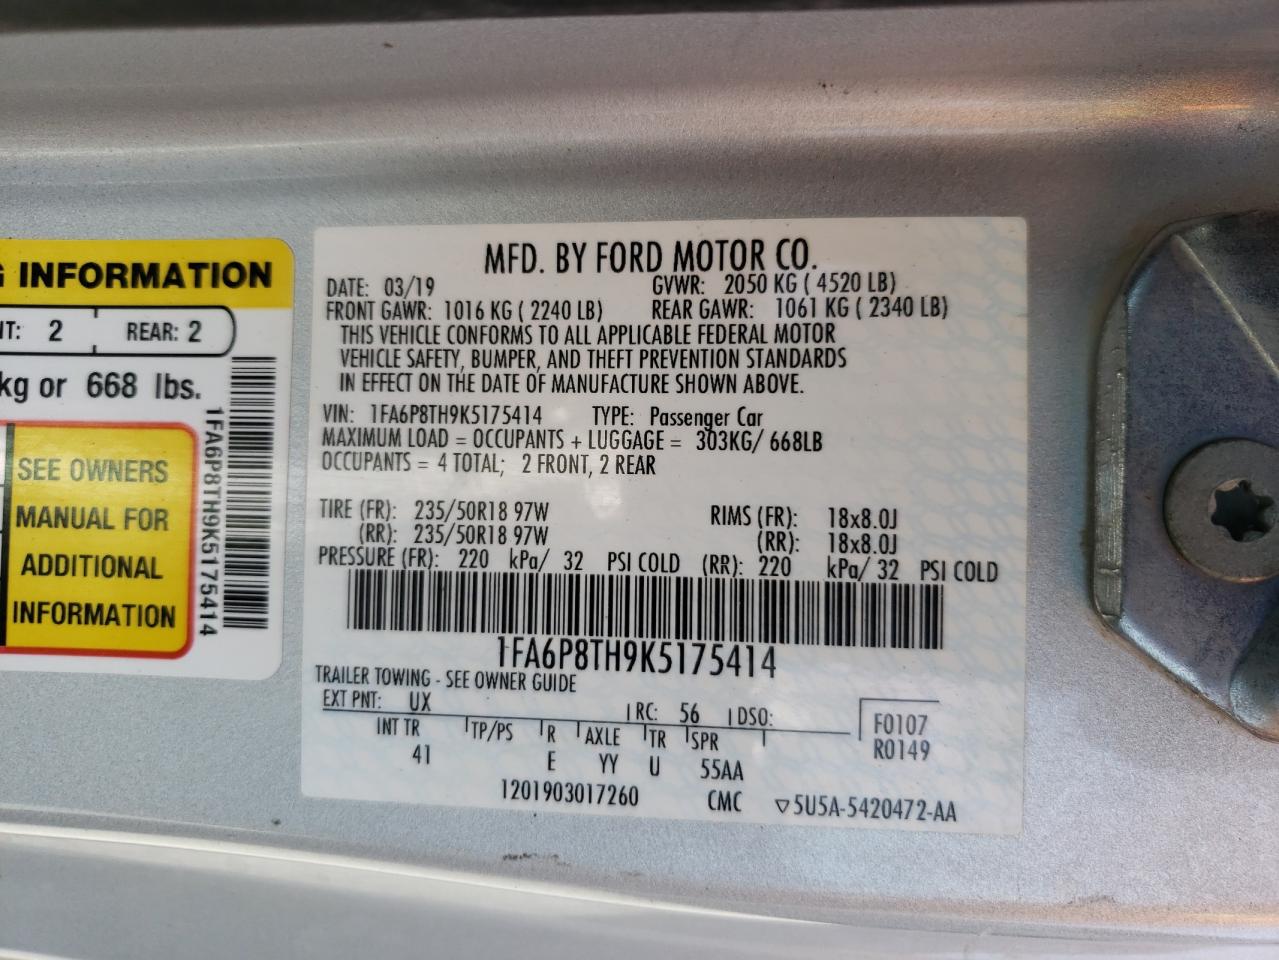 INFORMATION
NT: 2 REAR: 2
kg or 668 lbs.
SEE OWNERS
MANUAL FOR
ADDITIONAL
INFORMATION
1FA6P8TH9K5175414
MFD. BY FORD MOTOR CO.
DATE: 03/19 GVWR: 2050 KG ( 4520 LB)
FRONT GAWR: 1016 KG ( 2240 LB) REAR GAWR: 1061 KG ( 2340 LB)
THIS VEHICLE CONFORMS TO ALL APPLICABLE FEDERAL MOTOR
VEHICLE SAFETY, BUMPER, AND THEFT PREVENTION STANDARDS
IN EFFECT ON THE DATE OF MANUFACTURE SHOWN ABOVE.
VIN: 1FA6P8TH9K5175414 TYPE: Passenger Car
MAXIMUM LOAD = OCCUPANTS + LUGGAGE = 303KG/ 668LB
OCCUPANTS = 4 TOTAL; 2 FRONT, 2 REAR
TIRE (FR): 235/50R18 97W RIMS (FR): 18x8.0J
(RR): 235/50R18 97W (RR): 18x8.0J
PRESSURE (FR): 220 kPa/ 32 PSI COLD (RR): 220 kPa/ 32 PSI COLD
1FA6P8TH9K5175414
TRAILER TOWING - SEE OWNER GUIDE
EXT PNT: UX RC: 56 DSO: F0107
INT TR TP/PS R AXLE TR SPR R0149
41 E YY U 55AA
1201903017260 CMC ▽5U5A-5420472-AA